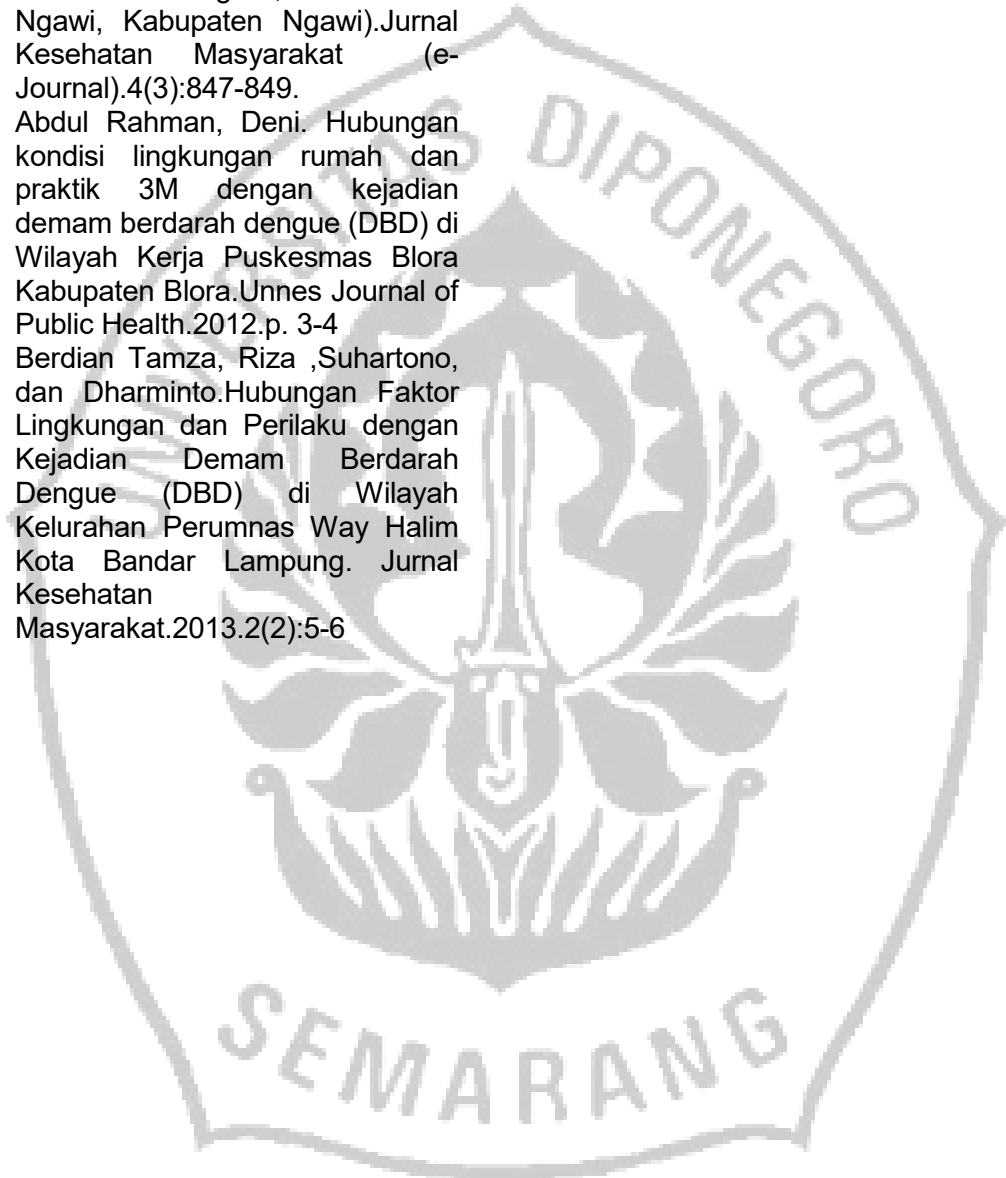 Ngawi, Kabupaten Ngawi).Jurnal
Kesehatan Masyarakat (e-
Journal).4(3):847-849.
Abdul Rahman, Deni. Hubungan
kondisi lingkungan rumah dan
praktik 3M dengan kejadian
demam berdarah dengue (DBD) di
Wilayah Kerja Puskesmas Blora
Kabupaten Blora.Unnes Journal of
Public Health.2012.p. 3-4
Berdian Tamza, Riza ,Suhartono,
dan Dharminto.Hubungan Faktor
Lingkungan dan Perilaku dengan
Kejadian Demam Berdarah
Dengue (DBD) di Wilayah
Kelurahan Perumnas Way Halim
Kota Bandar Lampung. Jurnal
Kesehatan
Masyarakat.2013.2(2):5-6
UNIVERSITAS DIPONEGORO
SEMARANG